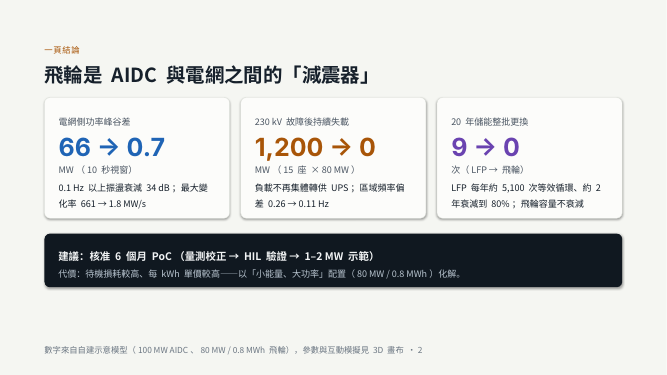 一頁結論
飛輪是 AIDC 與電網之間的「減震器」
電網側功率峰谷差
66 → 0.7
MW （ 10 秒視窗）
0.1 Hz 以上振盪衰減 34 dB ；最大變
化率 661 → 1.8 MW/s
230 kV 故障後持續失載
1,200 → 0
MW （ 15 座 × 80 MW ）
負載不再集體轉供 UPS ；區域頻率偏
差 0.26 → 0.11 Hz
20 年儲能整批更換
9 → 0
次（ LFP → 飛輪）
LFP 每年約 5,100 次等效循環、約 2
年衰減到 80% ；飛輪容量不衰減
建議：核准 6 個月 PoC （量測校正 → HIL 驗證 → 1–2 MW 示範）
代價：待機損耗較高、每 kWh 單價較高——以「小能量、大功率」配置（ 80 MW / 0.8 MWh ）化解。
數字來自自建示意模型（ 100 MW AIDC 、 80 MW / 0.8 MWh 飛輪），參數與互動模擬見 3D 畫布 ・ 2